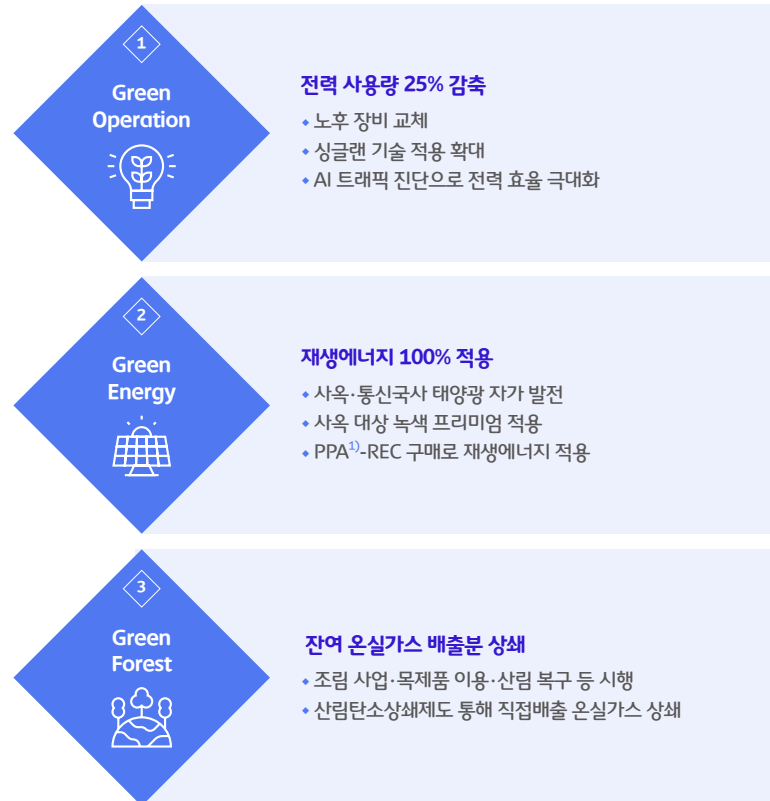 1
Green
Operation
전력 사용량 25% 감축
노후 장비 교체
싱글랜 기술 적용 확대
AI 트래픽 진단으로 전력 효율 극대화
2
Green
Energy
재생에너지 100% 적용
사옥·통신국사 태양광 자가 발전
사옥 대상 녹색 프리미엄 적용
PPA1)-REC 구매로 재생에너지 적용
3
Green
Forest
잔여 온실가스 배출분 상쇄
조림 사업·목제품 이용·산림 복구 등 시행
산림탄소상쇄제도 통해 직접배출 온실가스 상쇄